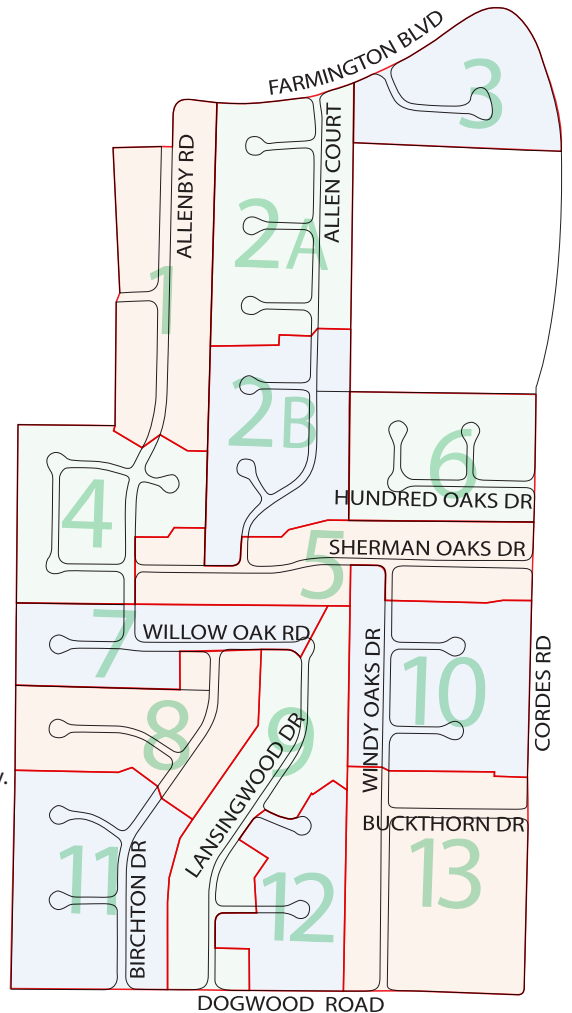 FARMINGTON BLVD
3
ALLENBY RD
ALLEN COURT
2A
1
2B
6
HUNDRED OAKS DR
4
SHERMAN OAKS DR
5
WILLOW OAK RD
7
WINDY OAKS DR
10
CORDES RD
8
9
LANSINGWOOD DR
y.
BUCKTHORN DR
11
BIRCHTON DR
12
13
DOGWOOD ROAD